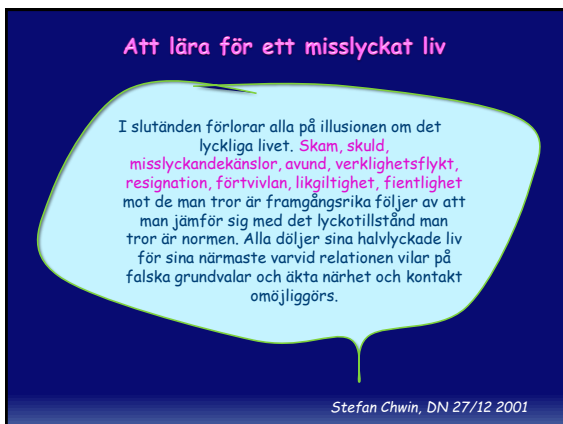 Att lära för ett misslyckat liv
I slutänden förlorar alla på illusionen om det
lyckliga livet. Skam, skuld,
misslyckandekänslor, avund, verklighetsflykt,
resignation, förtvivlan, likgiltighet, fientlighet
mot de man tror är framgångsrika följer av att
man jämför sig med det lyckotillstånd man
tror är normen. Alla döljer sina halvlyckade liv
för sina närmaste varvid relationen vilar på
falska grundvalar och äkta närhet och kontakt
omöjliggörs.
Stefan Chwin, DN 27/12 2001